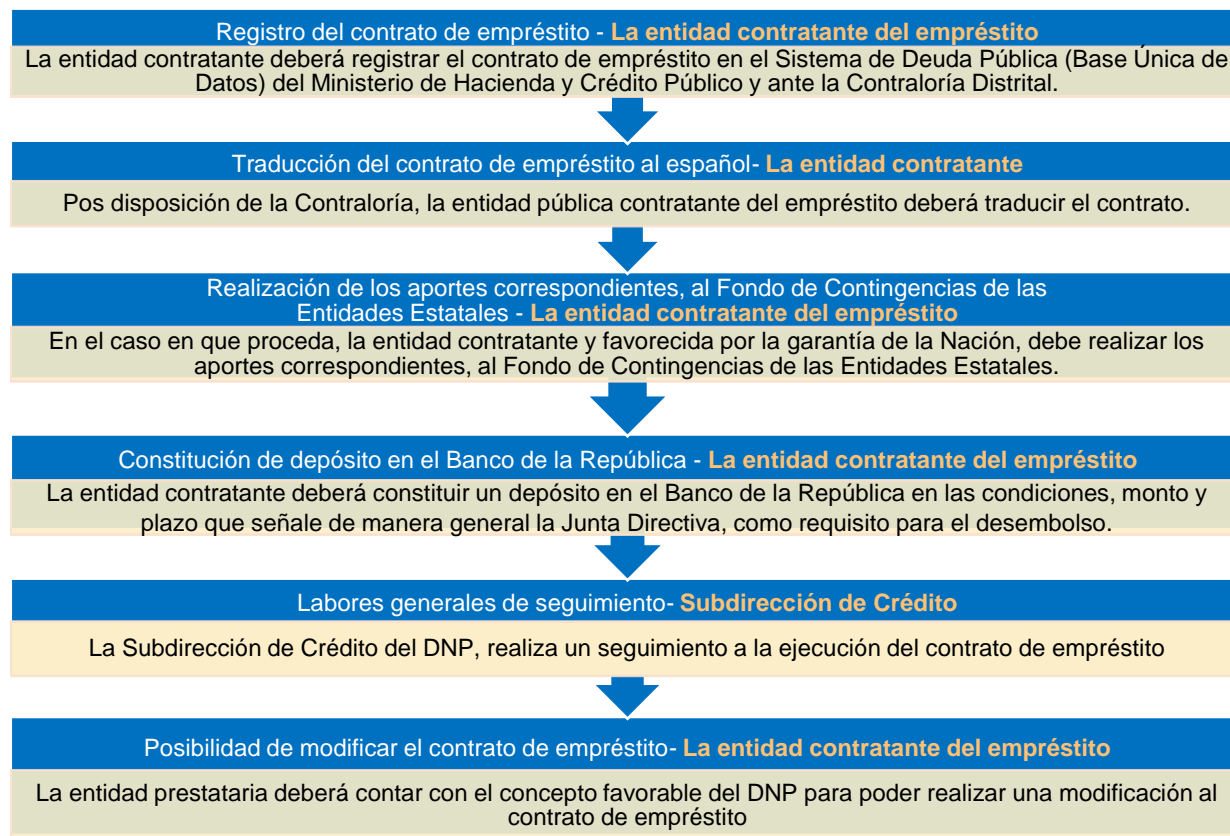 Registro del contrato de empréstito - La entidad contratante del empréstito
La entidad contratante deberá registrar el contrato de empréstito en el Sistema de Deuda Pública (Base Única de
Datos) del Ministerio de Hacienda y Crédito Público y ante la Contraloría Distrital.
Traducción del contrato de empréstito al español- La entidad contratante
Pos disposición de la Contraloría, la entidad pública contratante del empréstito deberá traducir el contrato.
Realización de los aportes correspondientes, al Fondo de Contingencias de las
Entidades Estatales - La entidad contratante del empréstito
En el caso en que proceda, la entidad contratante y favorecida por la garantía de la Nación, debe realizar los
aportes correspondientes, al Fondo de Contingencias de las Entidades Estatales.
Constitución de depósito en el Banco de la República - La entidad contratante del empréstito
La entidad contratante deberá constituir un depósito en el Banco de la República en las condiciones, monto y
plazo que señale de manera general la Junta Directiva, como requisito para el desembolso.
Labores generales de seguimiento- Subdirección de Crédito
La Subdirección de Crédito del DNP, realiza un seguimiento a la ejecución del contrato de empréstito
Posibilidad de modificar el contrato de empréstito- La entidad contratante del empréstito
La entidad prestataria deberá contar con el concepto favorable del DNP para poder realizar una modificación al
contrato de empréstito